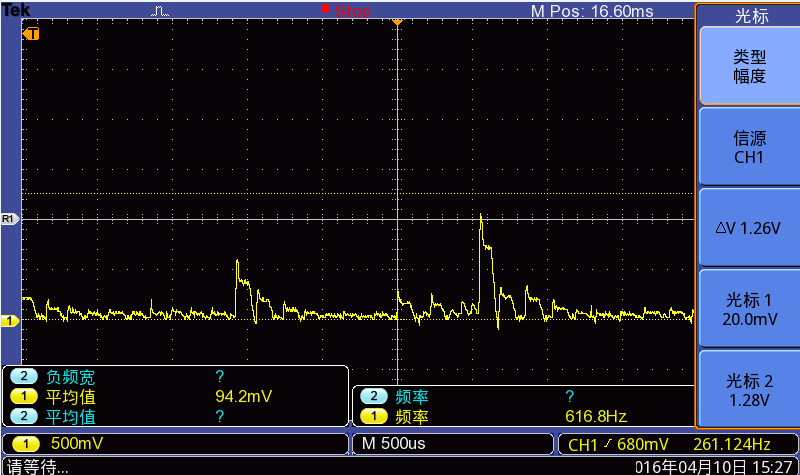 Tek
Stop
M Pos: 16.60ms
光标
T
类型
幅度
信源
CH1
R1
△V 1.26V
光标 1
20.0mV
1
光标 2
1.28V
2 负频宽 ?
1 平均值 94.2mV
2 平均值 ?
2 频率 ?
1 频率 616.8Hz
1 500mV
M 500us
CH1 / 680mV 261.124Hz
请等待...
016年04月10日 15:27